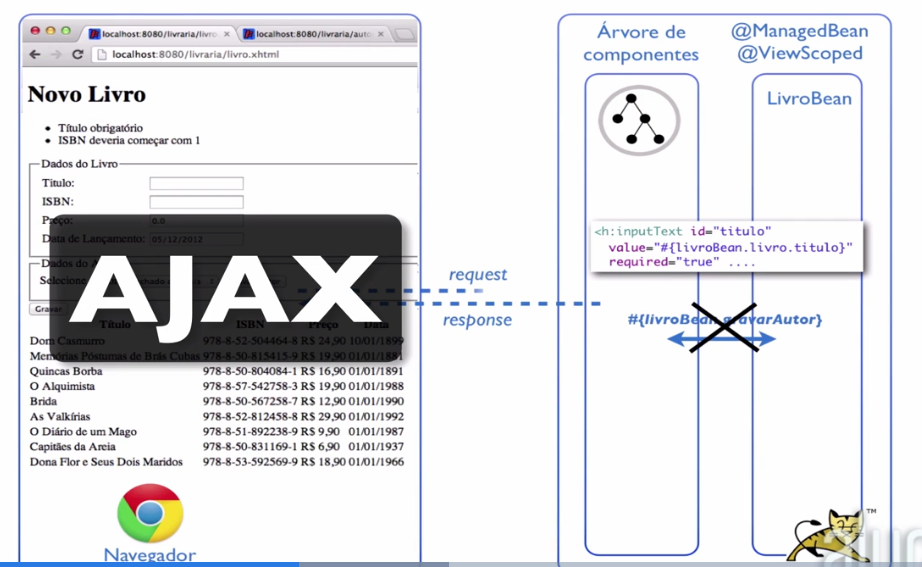 localhost:8080/livraria/livro.
localhost:8080/livraria/auto
localhost:8080/livraria/livro.xhtml
Novo Livro
Título obrigatório
ISBN deveria começar com 1
Dados do Livro
Titulo:
ISBN:
Preço: 0.0
Data de Lançamento: 05/12/2012
Dados do A
Selecione
Gravar
AJAX
Título ISBN Preço Data
Dom Casmurro 978-8-52-504464-8 R$ 24,90 10/01/1899
Memórias Póstumas de Brás Cubas 978-8-50-815415-9 R$ 19,90 01/01/1881
Quincas Borba 978-8-50-804084-1 R$ 16,90 01/01/1891
O Alquimista 978-8-57-542758-3 R$ 19,90 01/01/1988
Brida 978-8-50-567258-7 R$ 12,90 01/01/1990
As Valkírias 978-8-52-812458-8 R$ 29,90 01/01/1992
O Diário de um Mago 978-8-51-892238-9 R$ 9,90 01/01/1987
Capitães da Areia 978-8-50-831169-1 R$ 6,90 01/01/1937
Dona Flor e Seus Dois Maridos 978-8-53-592569-9 R$ 18,90 01/01/1966
Navegador
request
response
Árvore de
componentes
@ManagedBean
@ViewScoped
LivroBean
<h:inputText id="titulo"
value="#{livroBean.livro.titulo}"
required="true" ....
#{livroBean.gravarAutor}
TM